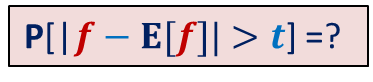 P[|f − E[f]| > t] =?